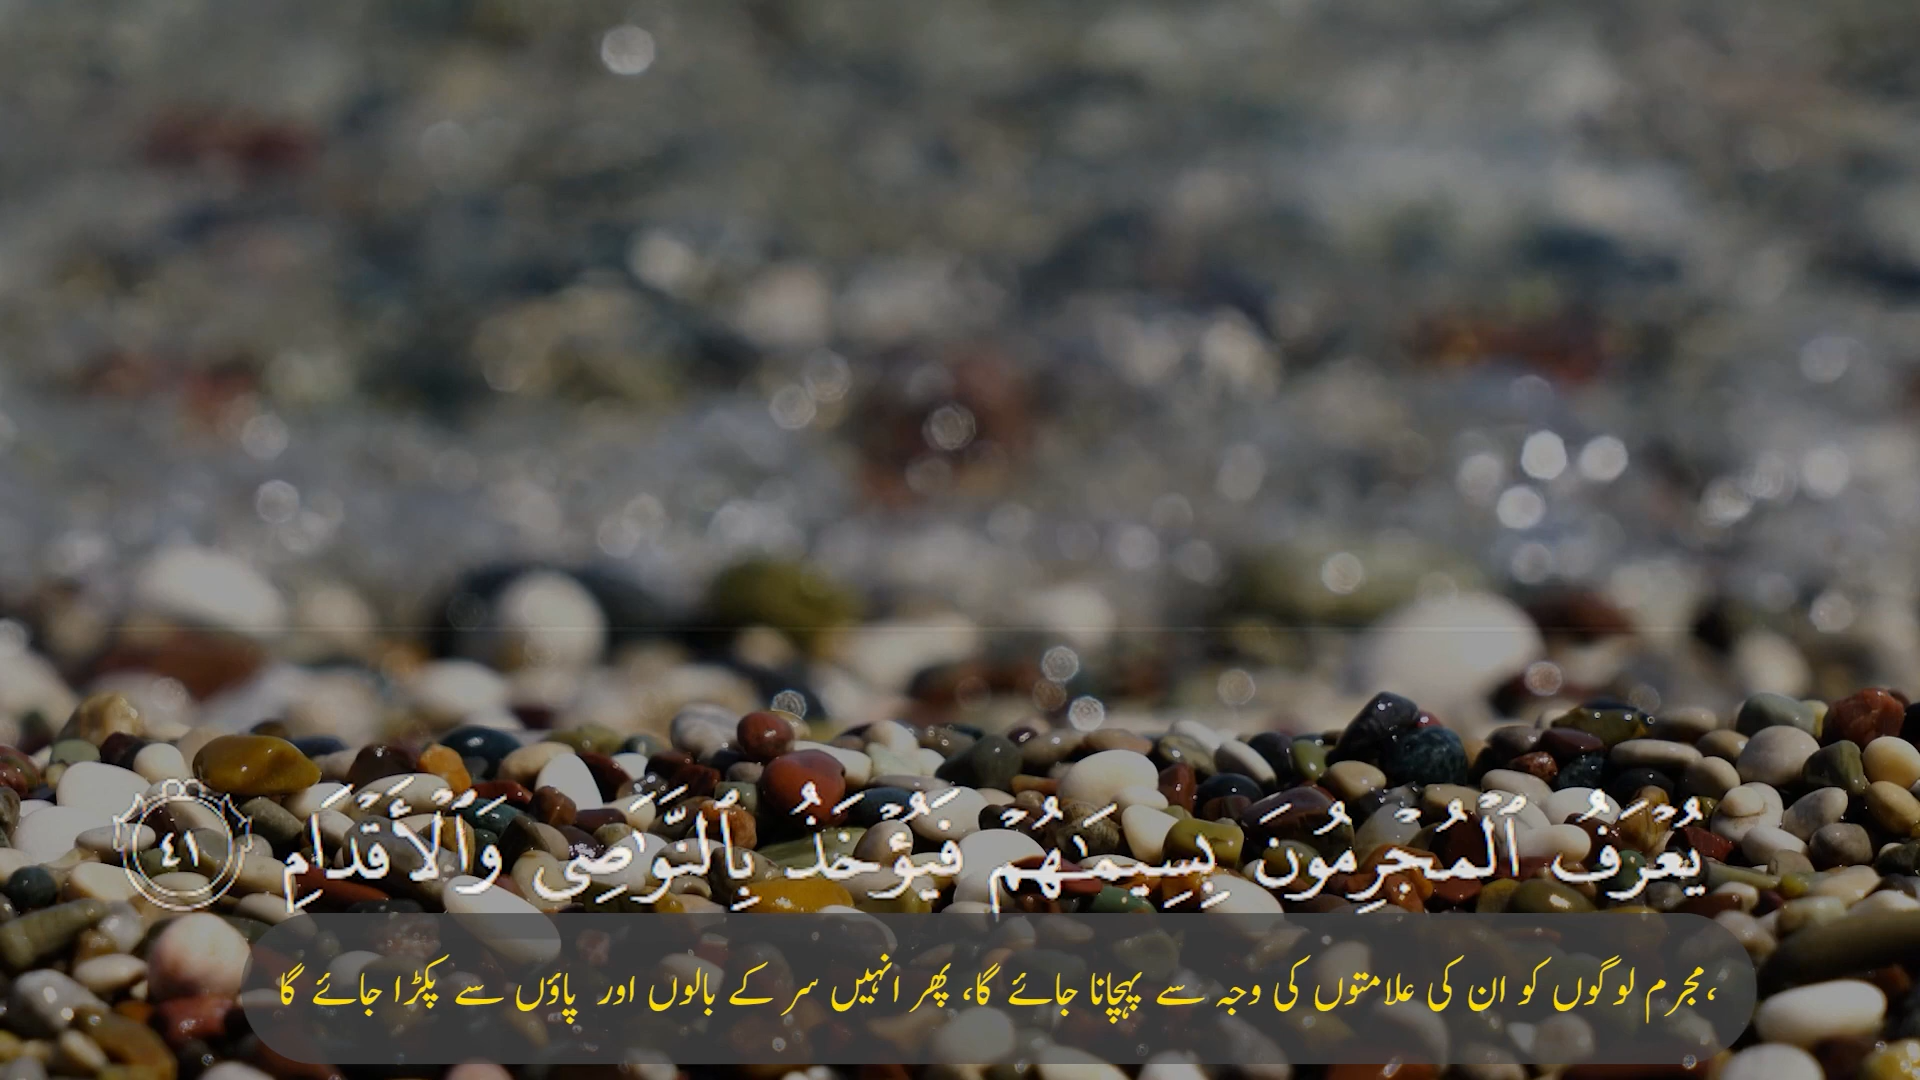 يُعْرَفُ ٱلْمُجْرِمُونَ بِسِيمَـٰهُمْ فَيُؤْخَذُ بِٱلنَّوَٰصِى وَٱلْأَقْدَامِ ٤١
مجرم لوگوں کو ان کی علامتوں کی وجہ سے پہچانا جائے گا، پھر انہیں سر کے بالوں اور پاؤں سے پکڑا جائے گا،